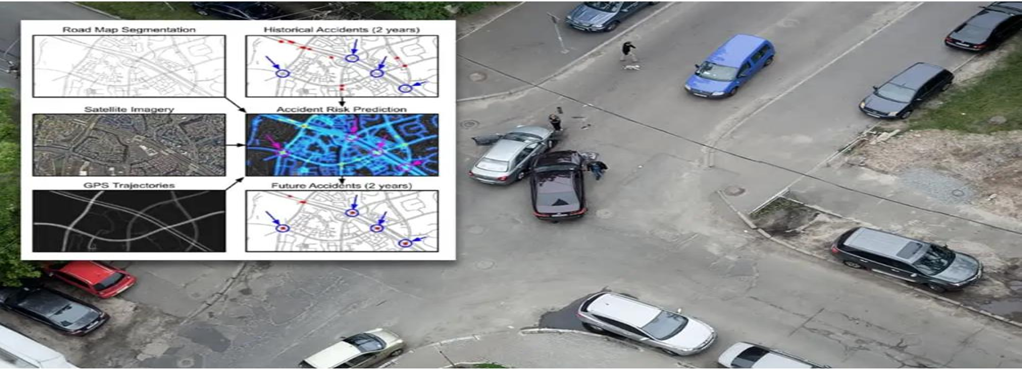 Road Map Segmentation
Historical Accidents (2 years)
Satellite Imagery
Accident Risk Prediction
GPS Trajectories
Future Accidents (2 years)